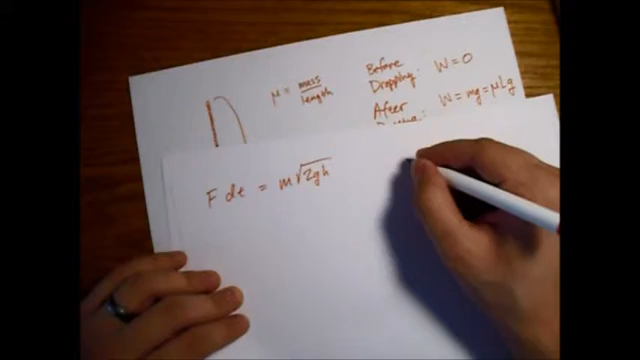 μ = mass/length
Before
Dropping: W = 0
After
W = mg = μLg
F dt = m√2gh